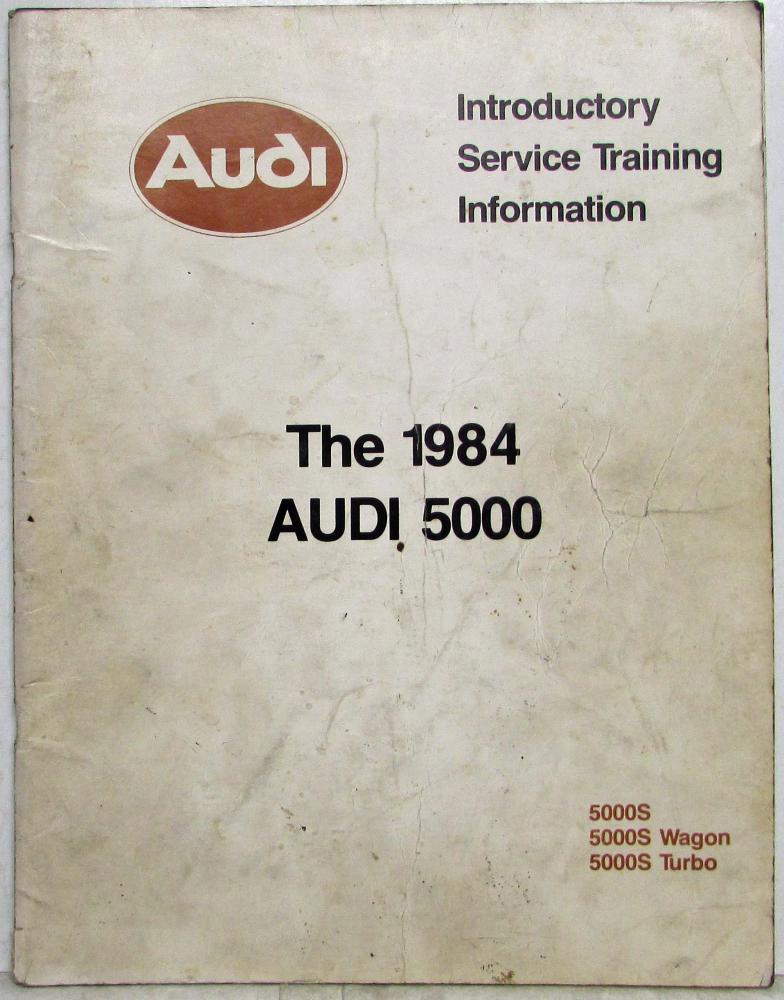 Audi
Introductory
Service Training
Information
The 1984
AUDI 5000
5000S
5000S Wagon
5000S Turbo